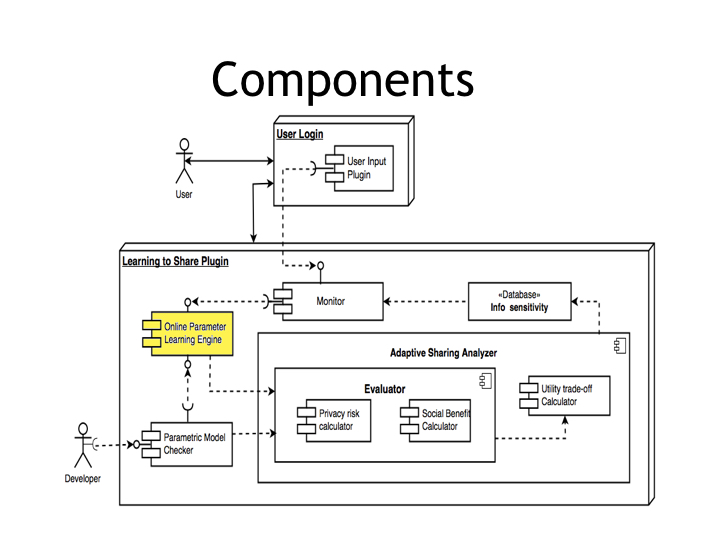 Components
User Login
User Input
Plugin
User
Learning to Share Plugin
Monitor
«Database»
Info sensitivity
Online Parameter
Learning Engine
Adaptive Sharing Analyzer
Evaluator
Privacy risk
calculator
Social Benefit
Calculator
Utility trade-off
Calculator
Parametric Model
Checker
Developer